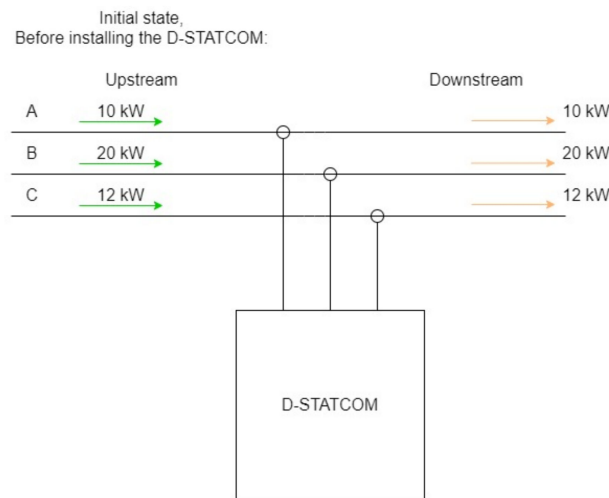 Initial state,
Before installing the D-STATCOM:
Upstream Downstream
A 10 kW 10 kW
B 20 kW 20 kW
C 12 kW 12 kW
D-STATCOM